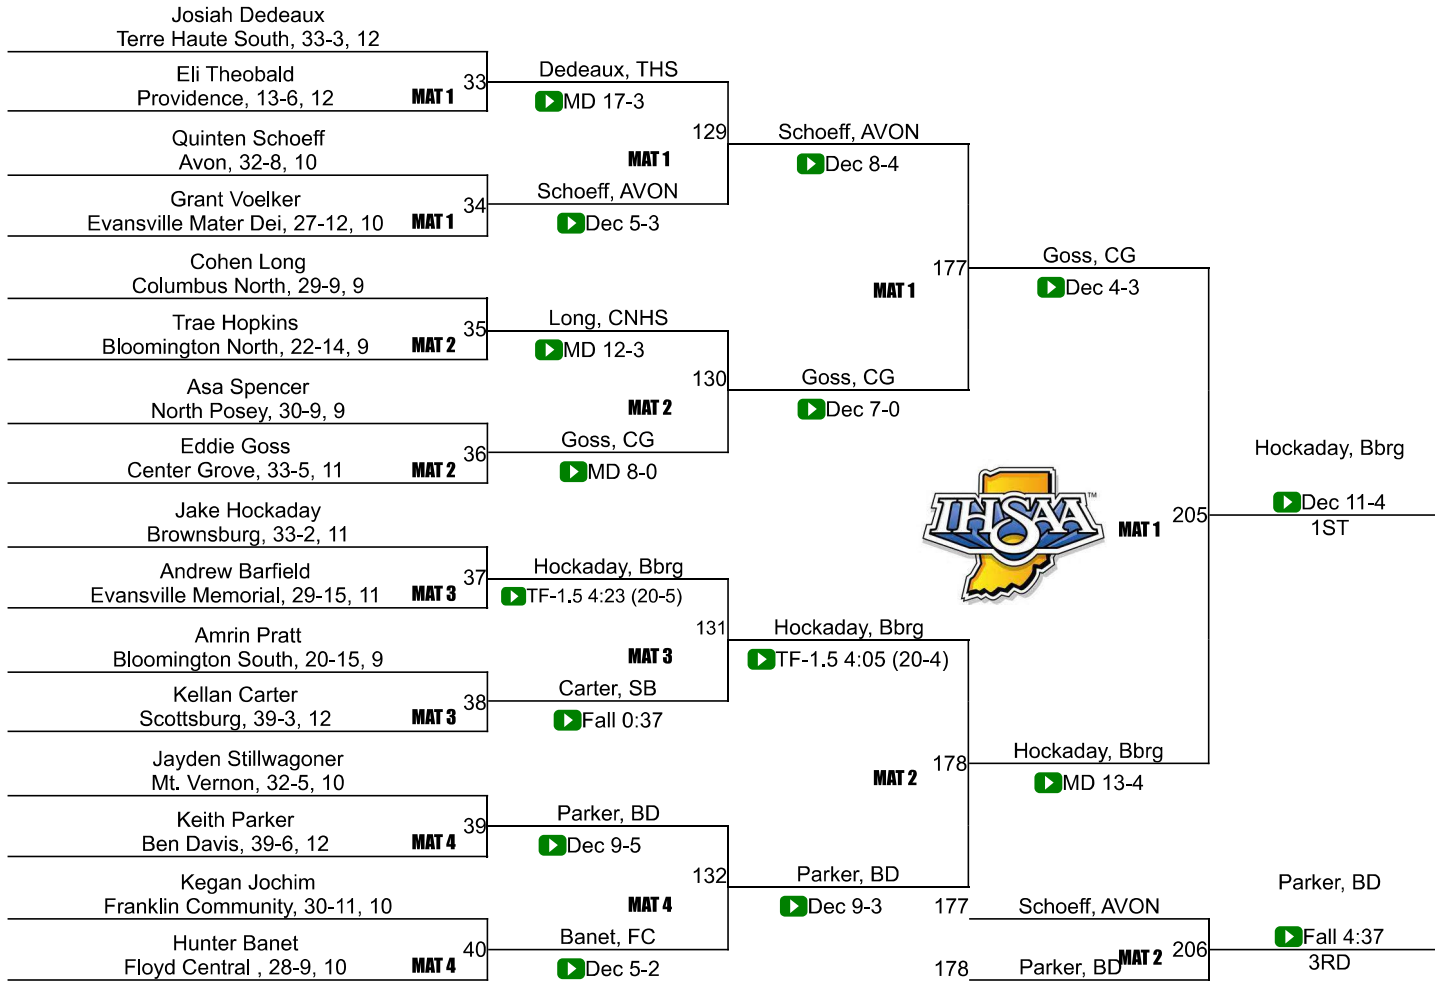 Josiah Dedeaux
Terre Haute South, 33-3, 12
Eli Theobald
Providence, 13-6, 12
MAT 1
33
Dedeaux, THS
MD 17-3
Quinten Schoeff
Avon, 32-8, 10
Grant Voelker
Evansville Mater Dei, 27-12, 10
MAT 1
34
Schoeff, AVON
Dec 5-3
129
MAT 1
Schoeff, AVON
Dec 8-4
Cohen Long
Columbus North, 29-9, 9
Trae Hopkins
Bloomington North, 22-14, 9
MAT 2
35
Long, CNHS
MD 12-3
Asa Spencer
North Posey, 30-9, 9
Eddie Goss
Center Grove, 33-5, 11
MAT 2
36
Goss, CG
MD 8-0
130
MAT 2
Goss, CG
Dec 7-0
177
MAT 1
Goss, CG
Dec 4-3
Jake Hockaday
Brownsburg, 33-2, 11
Andrew Barfield
Evansville Memorial, 29-15, 11
MAT 3
37
Hockaday, Bbrg
TF-1.5 4:23 (20-5)
Amrin Pratt
Bloomington South, 20-15, 9
Kellan Carter
Scottsburg, 39-3, 12
MAT 3
38
Carter, SB
Fall 0:37
131
MAT 3
Hockaday, Bbrg
TF-1.5 4:05 (20-4)
Jayden Stillwagoner
Mt. Vernon, 32-5, 10
Keith Parker
Ben Davis, 39-6, 12
MAT 4
39
Parker, BD
Dec 9-5
Kegan Jochim
Franklin Community, 30-11, 10
Hunter Banet
Floyd Central , 28-9, 10
MAT 4
40
Banet, FC
Dec 5-2
132
MAT 4
Parker, BD
Dec 9-3
178
MAT 2
Hockaday, Bbrg
MD 13-4
IHSAA™
MAT 1
205
Hockaday, Bbrg
Dec 11-4
1ST
177
Schoeff, AVON
178
Parker, BD
MAT 2
206
Parker, BD
Fall 4:37
3RD